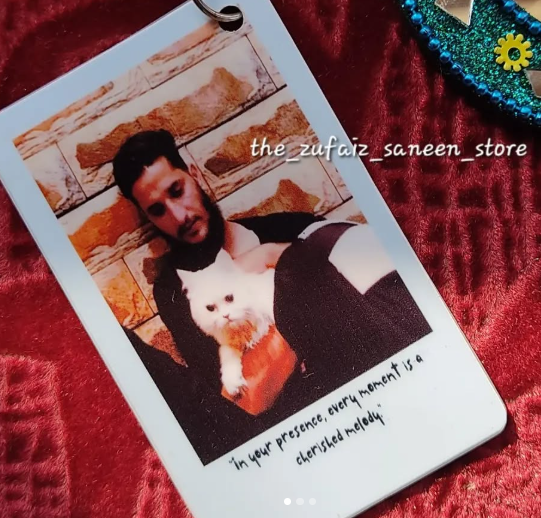 the_zufaiz_saneen_store
"In your presence, every moment is a
cherished melody."